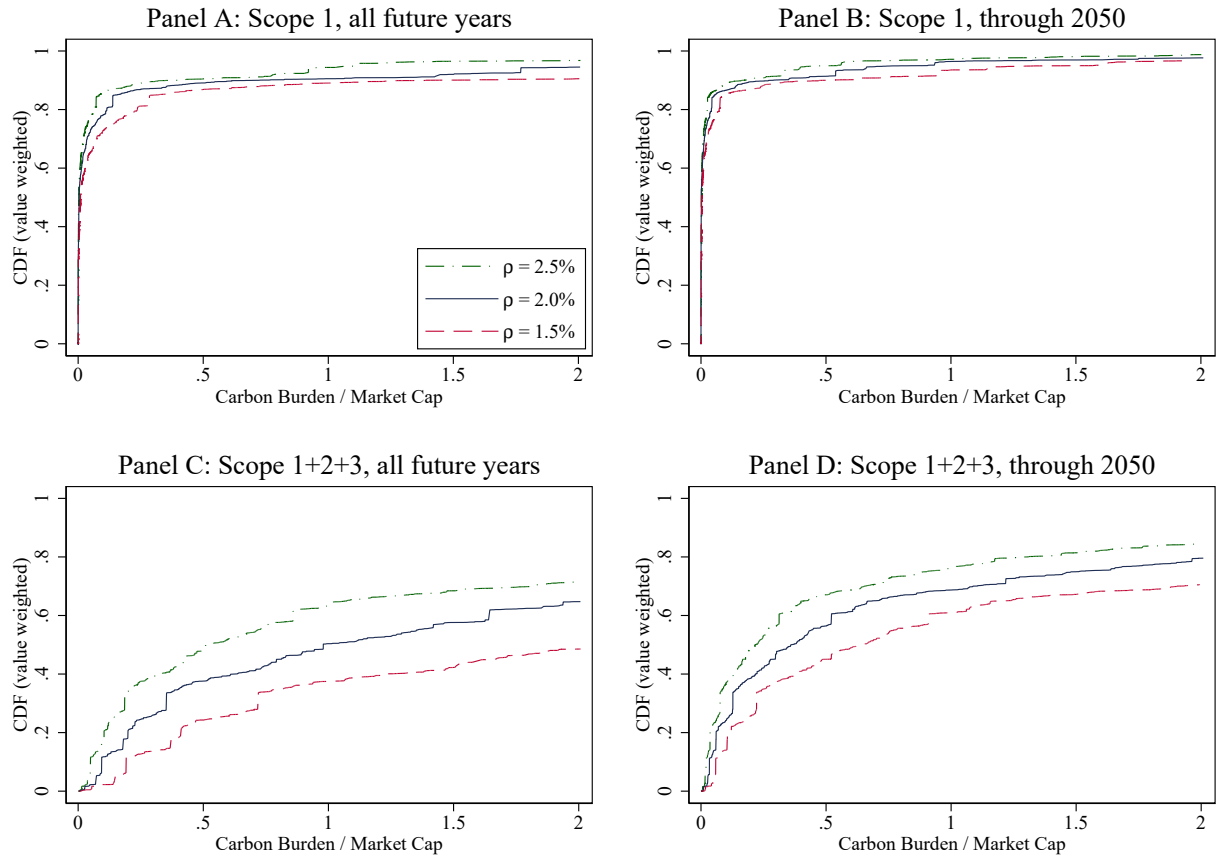 Panel A: Scope 1, all future years
CDF (value weighted)
0 .2 .4 .6 .8 1
ρ = 2.5%
ρ = 2.0%
ρ = 1.5%
0 .5 1 1.5 2
Carbon Burden / Market Cap
Panel B: Scope 1, through 2050
CDF (value weighted)
0 .2 .4 .6 .8 1
0 .5 1 1.5 2
Carbon Burden / Market Cap
Panel C: Scope 1+2+3, all future years
CDF (value weighted)
0 .2 .4 .6 .8 1
0 .5 1 1.5 2
Carbon Burden / Market Cap
Panel D: Scope 1+2+3, through 2050
CDF (value weighted)
0 .2 .4 .6 .8 1
0 .5 1 1.5 2
Carbon Burden / Market Cap